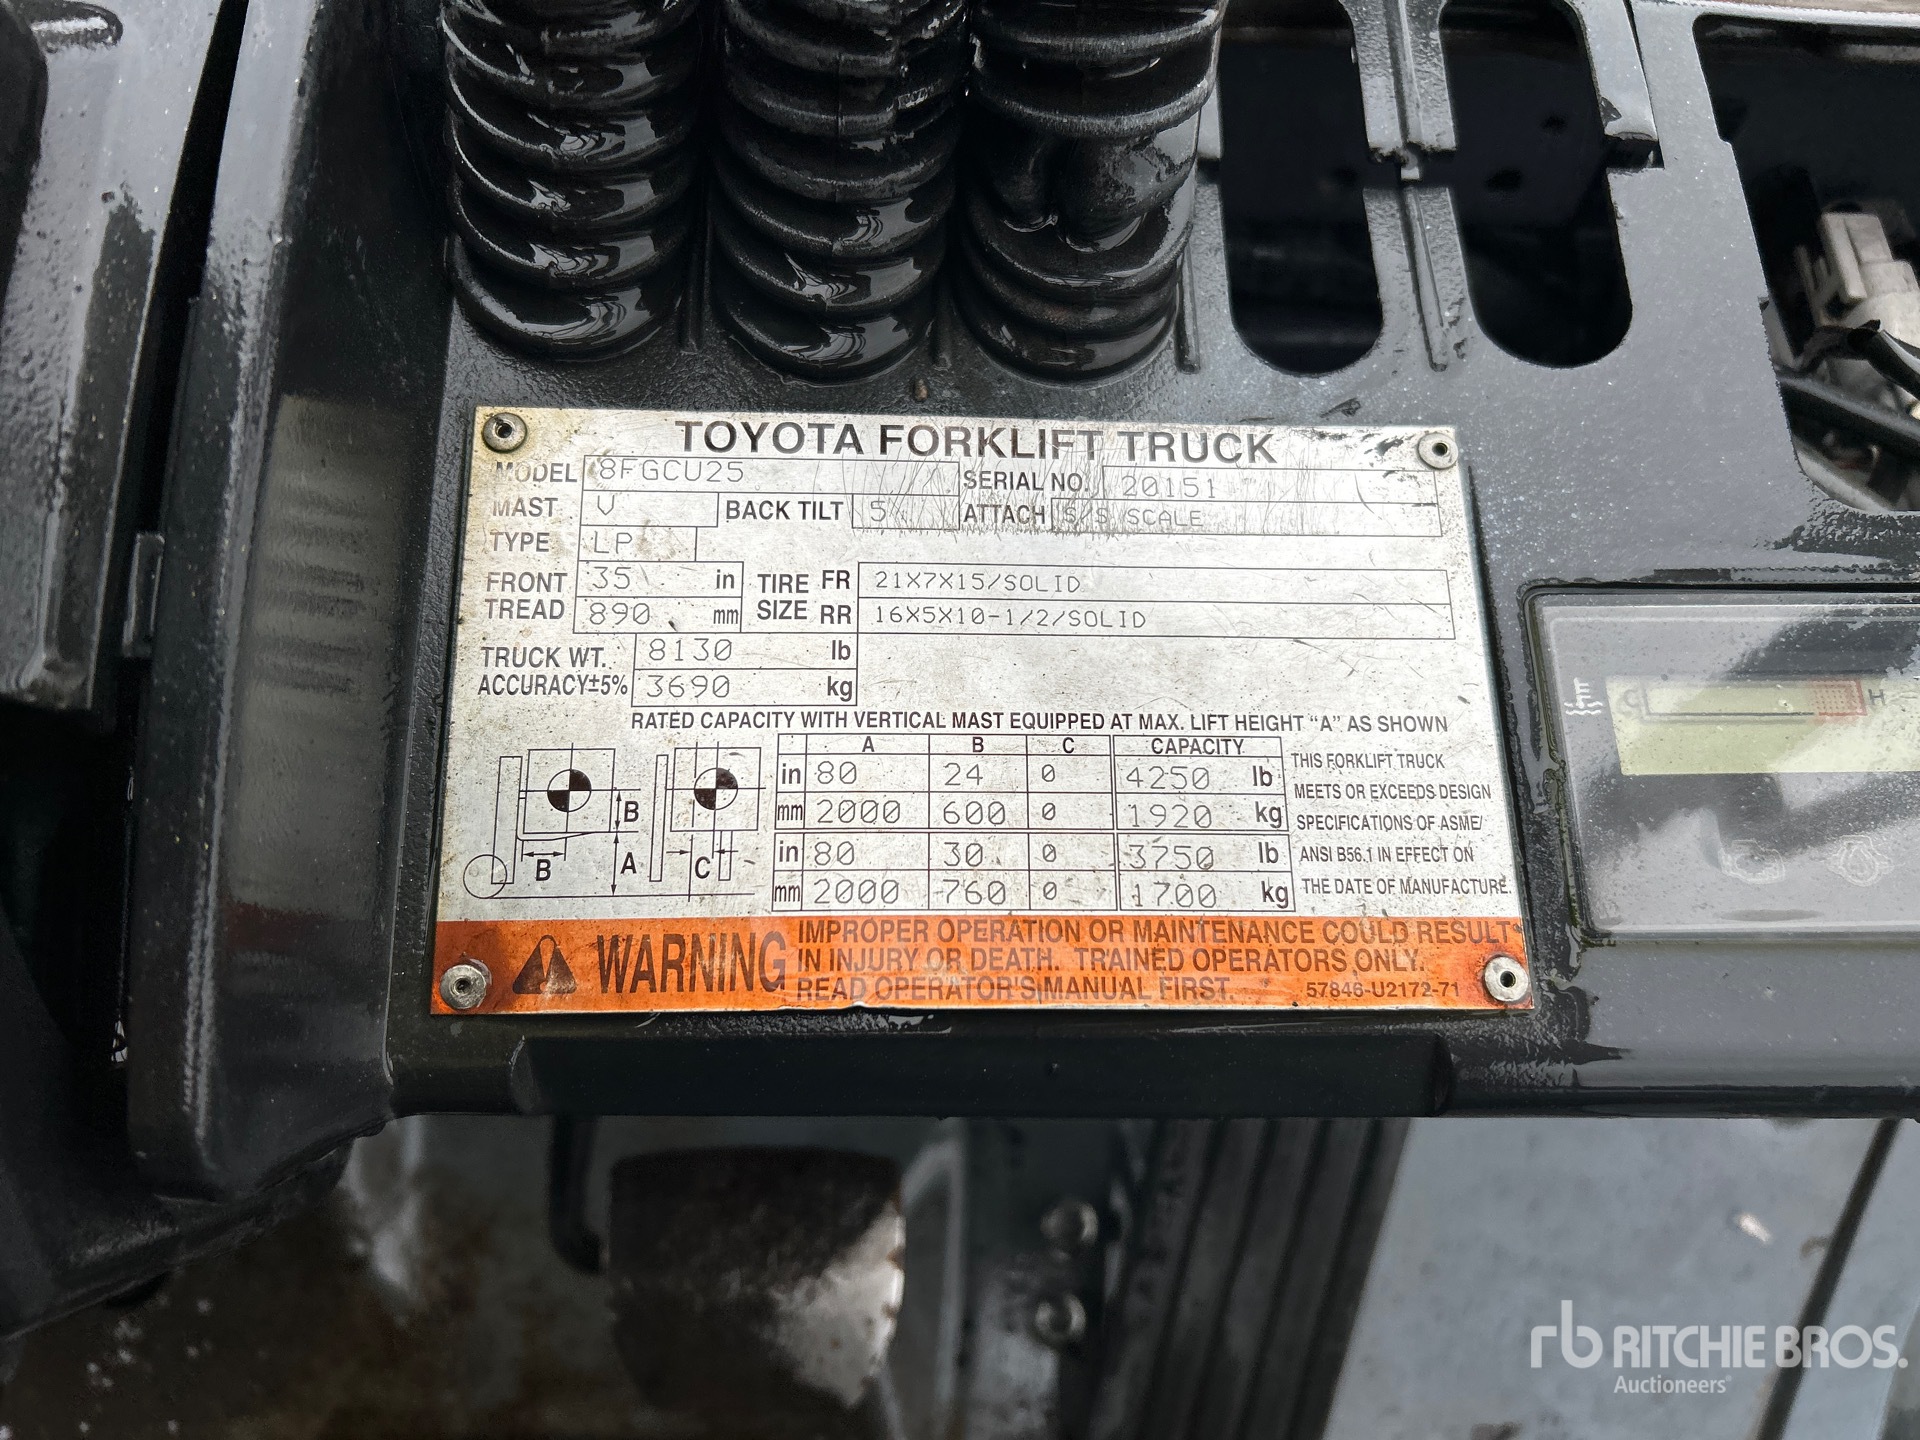 TOYOTA FORKLIFT TRUCK
MODEL 8FGCU25 SERIAL NO. 20151
MAST V BACK TILT 5 ATTACH S/S SCALE
TYPE LP
FRONT TREAD 35 in TIRE SIZE FR 21X7X15/SOLID
890 mm RR 16X5X10-1/2/SOLID
TRUCK WT. 8130 lb
ACCURACY±5% 3690 kg
RATED CAPACITY WITH VERTICAL MAST EQUIPPED AT MAX. LIFT HEIGHT "A" AS SHOWN
A B C CAPACITY
in 80 24 0 4250 lb
mm 2000 600 0 1920 kg
in 80 30 0 3750 lb
mm 2000 760 0 1700 kg
B
B A C
THIS FORKLIFT TRUCK
MEETS OR EXCEEDS DESIGN
SPECIFICATIONS OF ASME/
ANSI B56.1 IN EFFECT ON
THE DATE OF MANUFACTURE.
WARNING
IMPROPER OPERATION OR MAINTENANCE COULD RESULT
IN INJURY OR DEATH. TRAINED OPERATORS ONLY.
READ OPERATOR'S MANUAL FIRST. 57846-U2172-71
C H
rb RITCHIE BROS.
Auctioneers